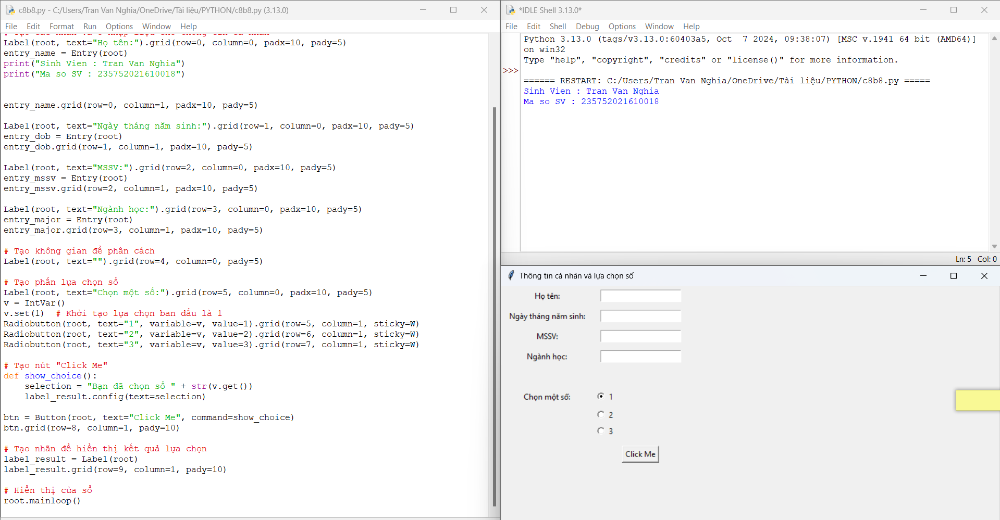 c8b8.py - C:/Users/Tran Van Nghia/OneDrive/Tài liệu/PYTHON/c8b8.py (3.13.0)
File Edit Format Run Options Window Help
Label(root, text="Họ tên:").grid(row=0, column=0, padx=10, pady=5)
entry_name = Entry(root)
print("Sinh Vien : Tran Van Nghia")
print("Ma so SV : 235752021610018")
entry_name.grid(row=0, column=1, padx=10, pady=5)
Label(root, text="Ngày tháng năm sinh:").grid(row=1, column=0, padx=10, pady=5)
entry_dob = Entry(root)
entry_dob.grid(row=1, column=1, padx=10, pady=5)
Label(root, text="MSSV:").grid(row=2, column=0, padx=10, pady=5)
entry_mssv = Entry(root)
entry_mssv.grid(row=2, column=1, padx=10, pady=5)
Label(root, text="Ngành học:").grid(row=3, column=0, padx=10, pady=5)
entry_major = Entry(root)
entry_major.grid(row=3, column=1, padx=10, pady=5)
# Tạo không gian để phân cách
Label(root, text="").grid(row=4, column=0, pady=5)
# Tạo phần lựa chọn số
Label(root, text="Chọn một số:").grid(row=5, column=0, padx=10, pady=5)
v = IntVar()
v.set(1)  # Khởi tạo lựa chọn ban đầu là 1
Radiobutton(root, text="1", variable=v, value=1).grid(row=5, column=1, sticky=W)
Radiobutton(root, text="2", variable=v, value=2).grid(row=6, column=1, sticky=W)
Radiobutton(root, text="3", variable=v, value=3).grid(row=7, column=1, sticky=W)
# Tạo nút "Click Me"
def show_choice():
    selection = "Bạn đã chọn số " + str(v.get())
    label_result.config(text=selection)
btn = Button(root, text="Click Me", command=show_choice)
btn.grid(row=8, column=1, pady=10)
# Tạo nhãn để hiển thị kết quả lựa chọn
label_result = Label(root)
label_result.grid(row=9, column=1, pady=10)
# Hiển thị cửa sổ
root.mainloop()
*IDLE Shell 3.13.0*
File Edit Shell Debug Options Window Help
Python 3.13.0 (tags/v3.13.0:60403a5, Oct  7 2024, 09:38:07) [MSC v.1941 64 bit (AMD64)]
on win32
Type "help", "copyright", "credits" or "license()" for more information.
>>>
====== RESTART: C:/Users/Tran Van Nghia/OneDrive/Tài liệu/PYTHON/c8b8.py =====
Sinh Vien : Tran Van Nghia
Ma so SV : 235752021610018
Ln: 5 Col: 0
Thông tin cá nhân và lựa chọn số
Họ tên:
Ngày tháng năm sinh:
MSSV:
Ngành học:
Chọn một số: 1
2
3
Click Me